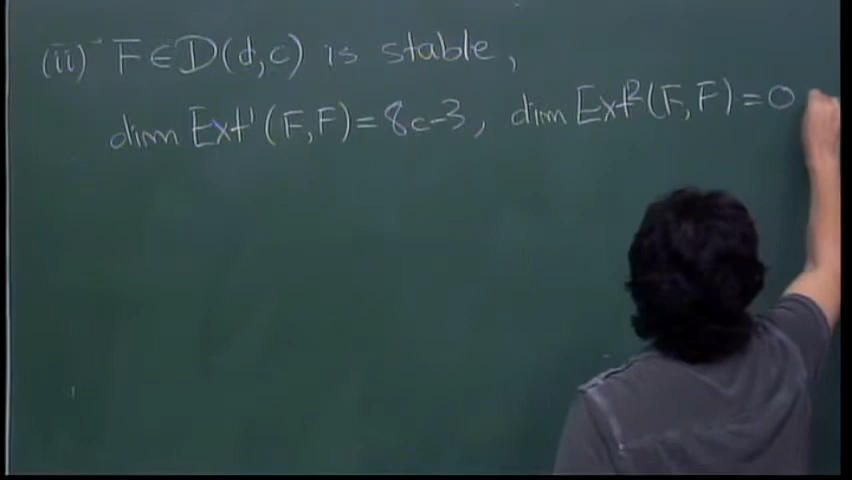 (ii) F ∈ D(d,c) is stable,
dim Ext¹(F,F) = 8c-3, dim Ext²(F,F) = 0